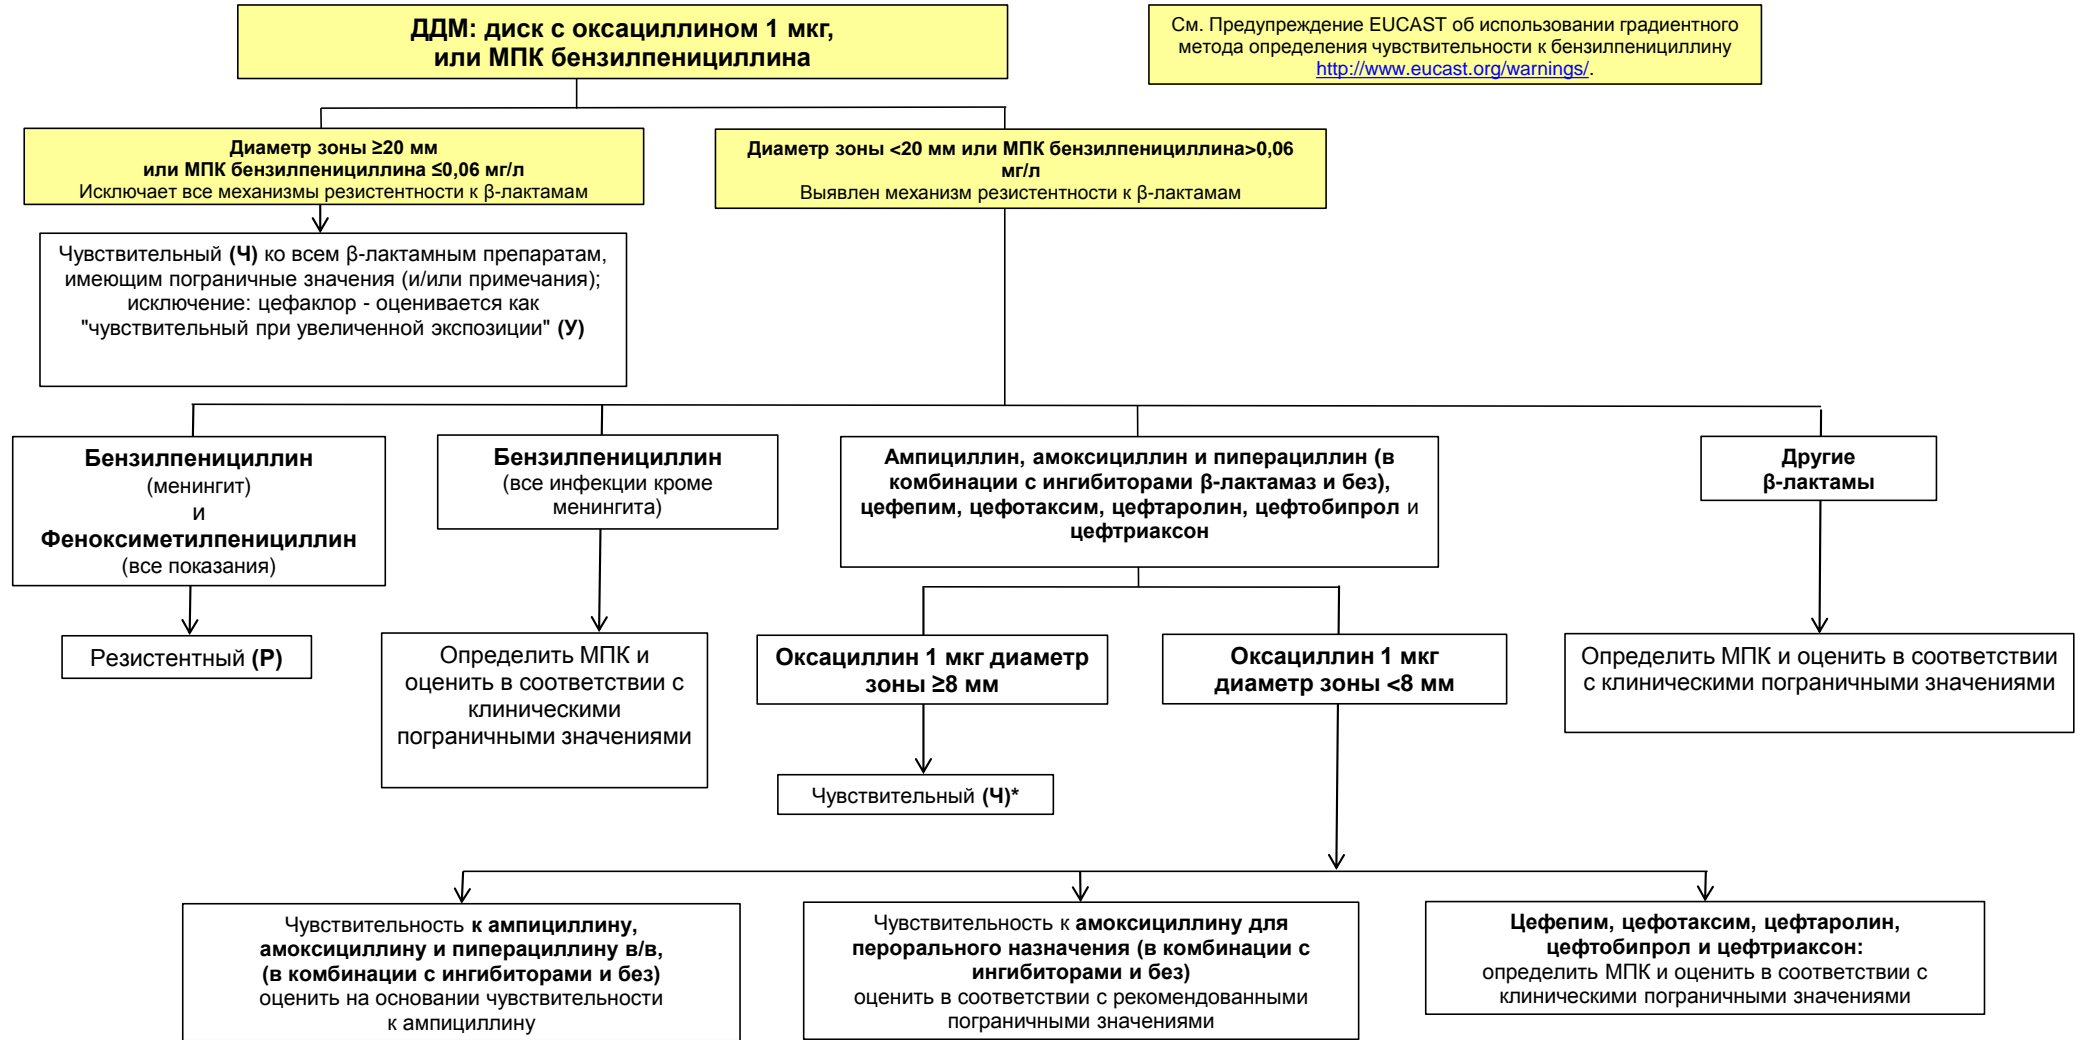 ДДМ: диск с оксациллином 1 мкг,
или МПК бензилпенициллина
См. Предупреждение EUCAST об использовании градиентного
метода определения чувствительности к бензилпенициллину
http://www.eucast.org/warnings/.
Диаметр зоны ≥20 мм
или МПК бензилпенициллина ≤0,06 мг/л
Исключает все механизмы резистентности к β-лактамам
Диаметр зоны <20 мм или МПК бензилпенициллина>0,06
мг/л
Выявлен механизм резистентности к β-лактамам
Чувствительный (Ч) ко всем β-лактамным препаратам,
имеющим пограничные значения (и/или примечания);
исключение: цефаклор - оценивается как
"чувствительный при увеличенной экспозиции" (У)
Бензилпенициллин
(менингит)
и
Феноксиметилпенициллин
(все показания)
Бензилпенициллин
(все инфекции кроме
менингита)
Ампициллин, амоксициллин и пиперациллин (в
комбинации с ингибиторами β-лактамаз и без),
цефепим, цефотаксим, цефтаролин, цефтобипрол и
цефтриаксон
Другие
β-лактамы
Резистентный (Р)
Определить МПК и
оценить в соответствии с
клиническими
пограничными значениями
Оксациллин 1 мкг диаметр
зоны ≥8 мм
Оксациллин 1 мкг
диаметр зоны <8 мм
Определить МПК и оценить в соответствии
с клиническими пограничными значениями
Чувствительный (Ч)*
Чувствительность к ампициллину,
амоксициллину и пиперациллину в/в,
(в комбинации с ингибиторами и без)
оценить на основании чувствительности
к ампициллину
Чувствительность к амоксициллину для
перорального назначения (в комбинации с
ингибиторами и без)
оценить в соответствии с рекомендованными
пограничными значениями
Цефепим, цефотаксим, цефтаролин,
цефтобипрол и цефтриаксон:
определить МПК и оценить в соответствии с
клиническими пограничными значениями